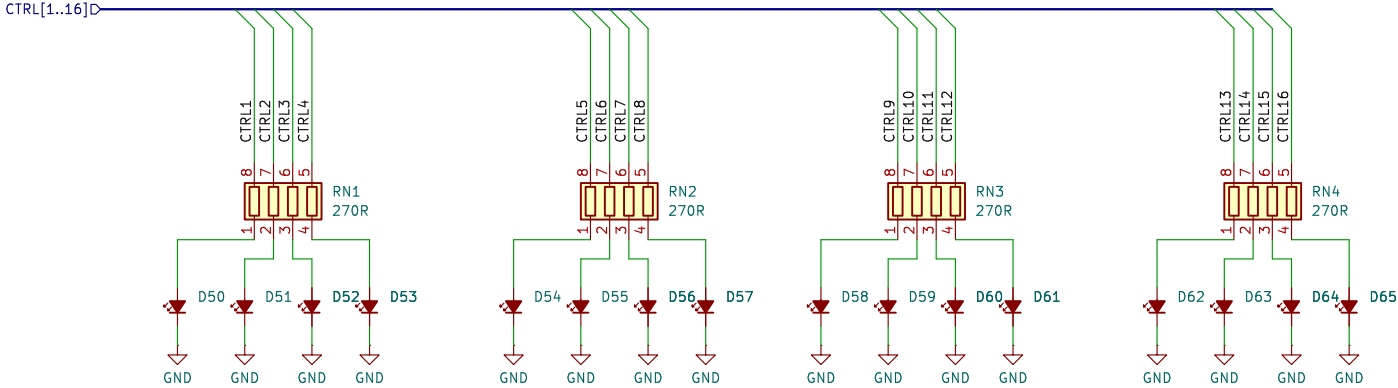 CTRL[1..16]
CTRL1 CTRL2 CTRL3 CTRL4 CTRL5 CTRL6 CTRL7 CTRL8 CTRL9 CTRL10 CTRL11 CTRL12 CTRL13 CTRL14 CTRL15 CTRL16
8 7 6 5 8 7 6 5 8 7 6 5 8 7 6 5
RN1 RN2 RN3 RN4
270R 270R 270R 270R
1 2 3 4 1 2 3 4 1 2 3 4 1 2 3 4
D50 D51 D52 D53 D54 D55 D56 D57 D58 D59 D60 D61 D62 D63 D64 D65
GND GND GND GND GND GND GND GND GND GND GND GND GND GND GND GND